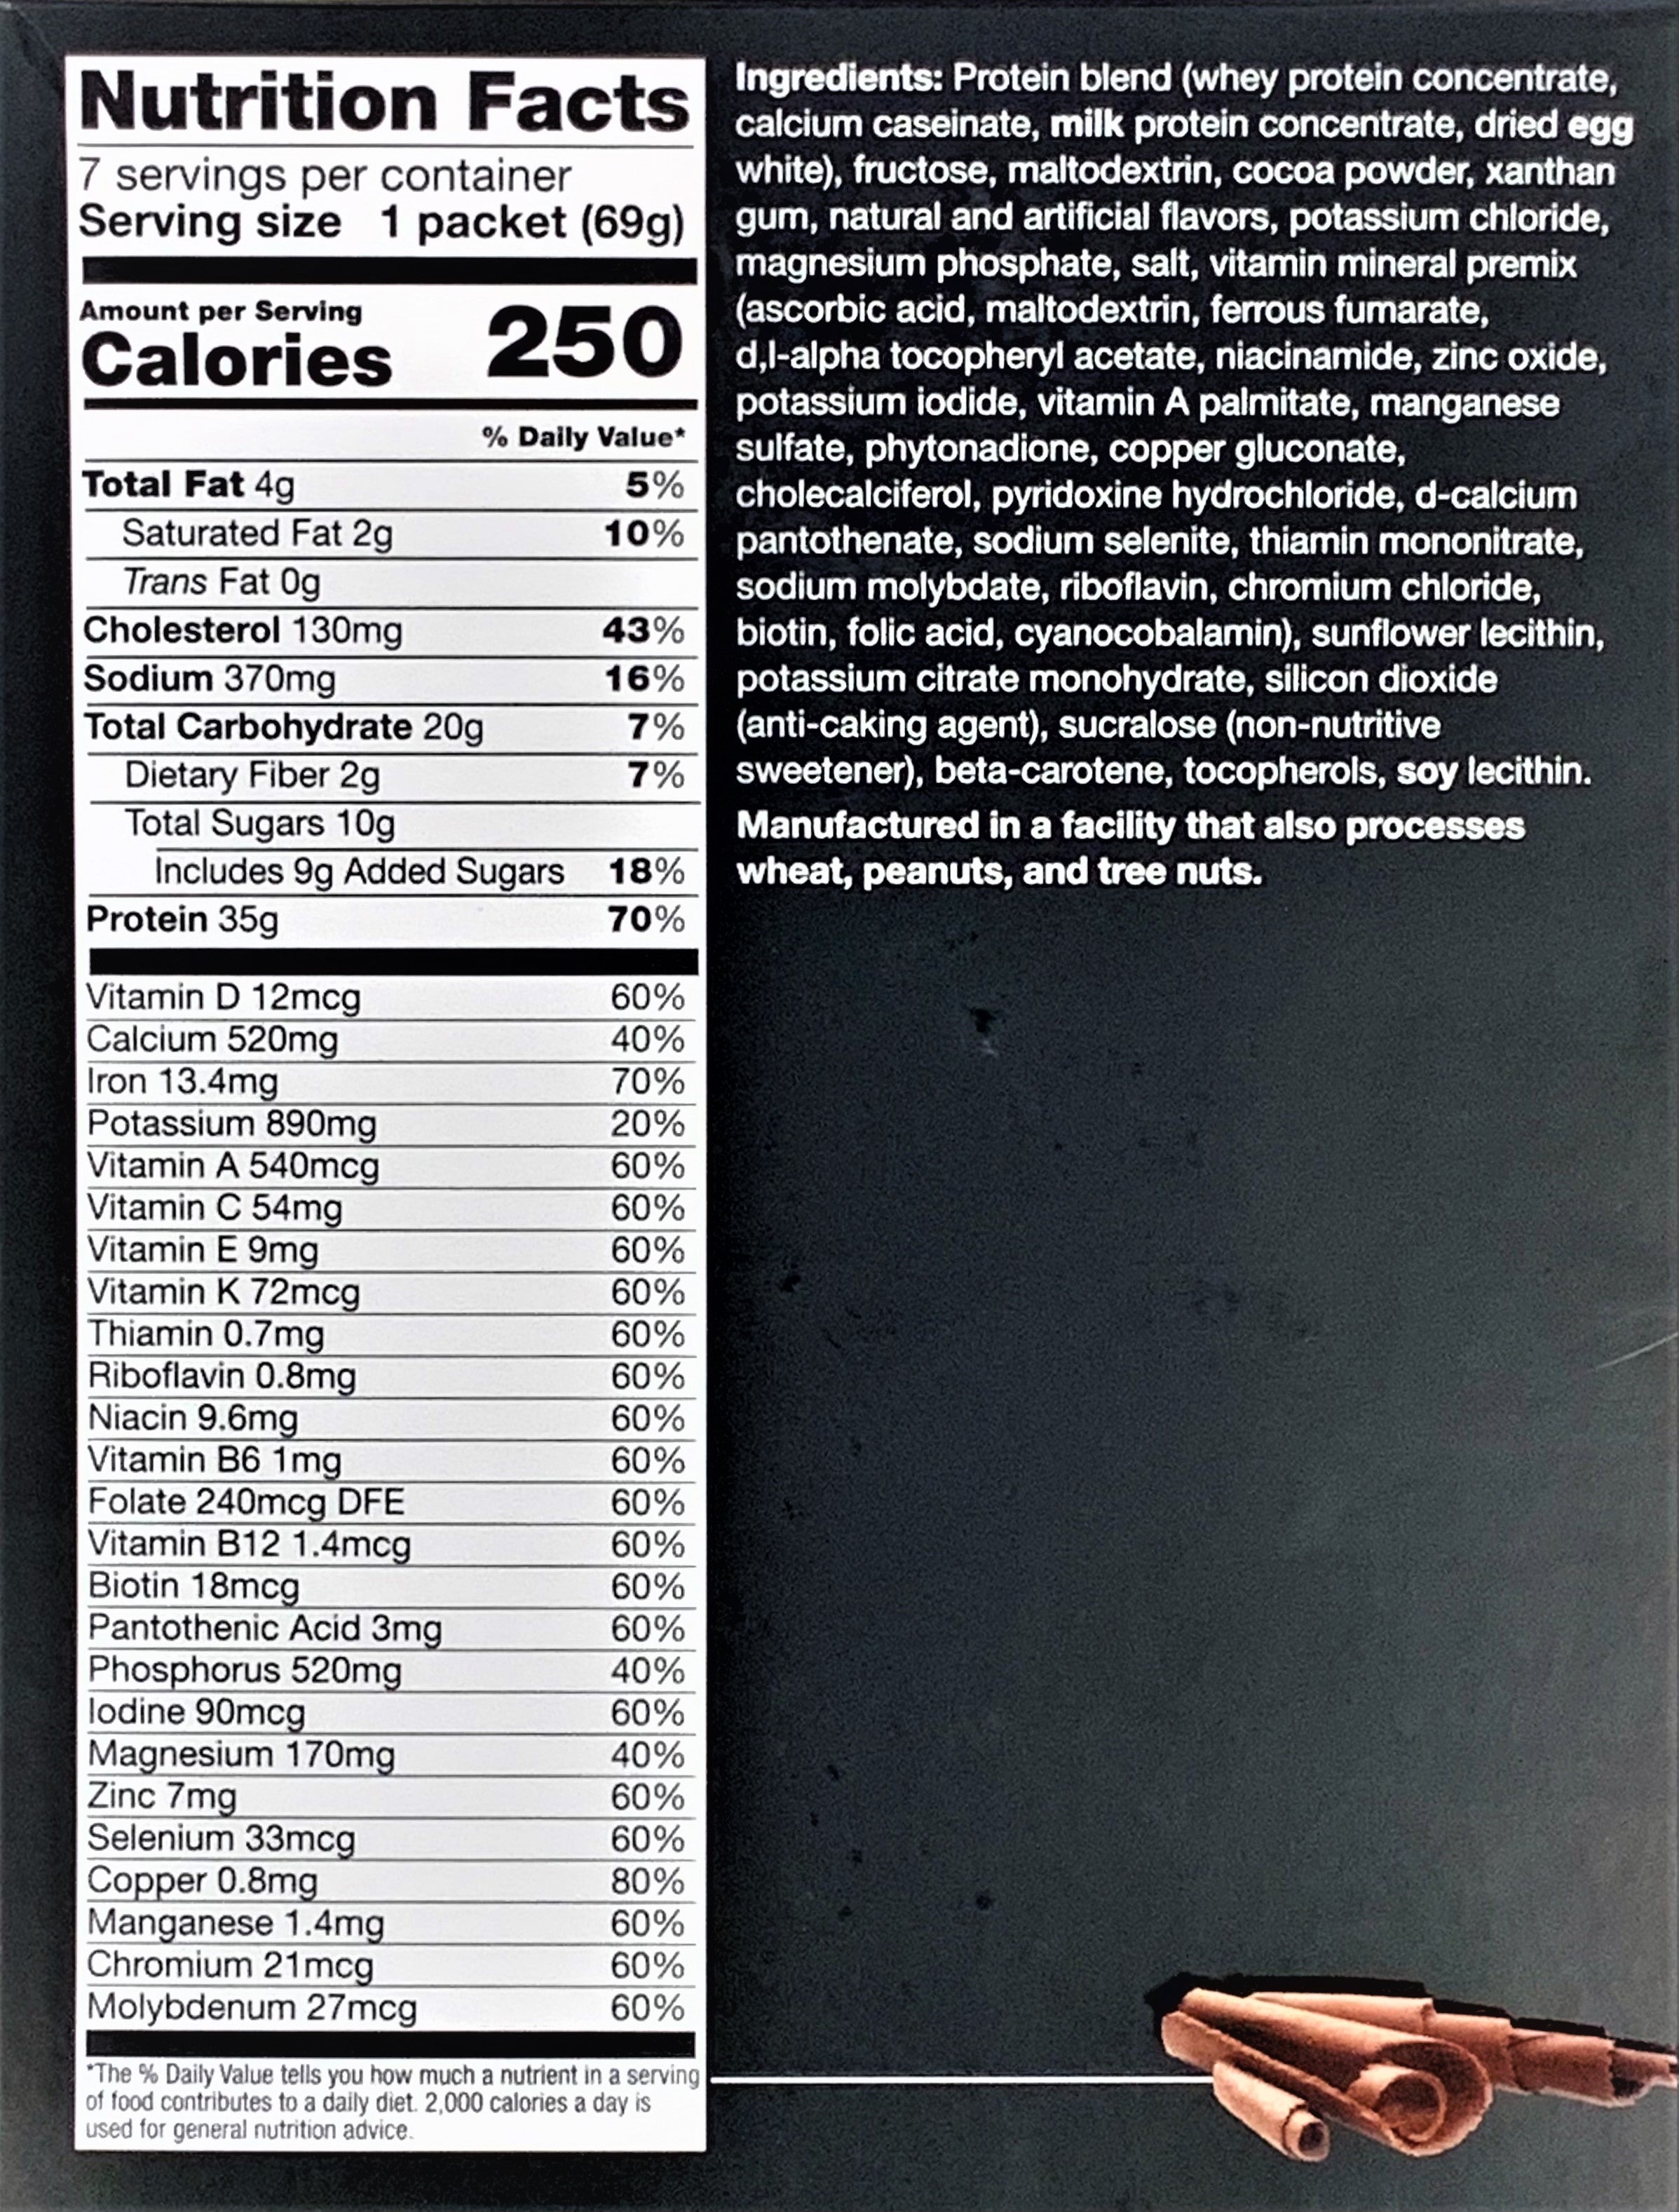 Nutrition Facts
7 servings per container
Serving size 1 packet (69g)
Amount per Serving
Calories 250
% Daily Value*
Total Fat 4g 5%
Saturated Fat 2g 10%
Trans Fat 0g
Cholesterol 130mg 43%
Sodium 370mg 16%
Total Carbohydrate 20g 7%
Dietary Fiber 2g 7%
Total Sugars 10g
Includes 9g Added Sugars 18%
Protein 35g 70%
Vitamin D 12mcg 60%
Calcium 520mg 40%
Iron 13.4mg 70%
Potassium 890mg 20%
Vitamin A 540mcg 60%
Vitamin C 54mg 60%
Vitamin E 9mg 60%
Vitamin K 72mcg 60%
Thiamin 0.7mg 60%
Riboflavin 0.8mg 60%
Niacin 9.6mg 60%
Vitamin B6 1mg 60%
Folate 240mcg DFE 60%
Vitamin B12 1.4mcg 60%
Biotin 18mcg 60%
Pantothenic Acid 3mg 60%
Phosphorus 520mg 40%
Iodine 90mcg 60%
Magnesium 170mg 40%
Zinc 7mg 60%
Selenium 33mcg 60%
Copper 0.8mg 80%
Manganese 1.4mg 60%
Chromium 21mcg 60%
Molybdenum 27mcg 60%
*The % Daily Value tells you how much a nutrient in a serving
of food contributes to a daily diet. 2,000 calories a day is
used for general nutrition advice.
Ingredients: Protein blend (whey protein concentrate,
calcium caseinate, milk protein concentrate, dried egg
white), fructose, maltodextrin, cocoa powder, xanthan
gum, natural and artificial flavors, potassium chloride,
magnesium phosphate, salt, vitamin mineral premix
(ascorbic acid, maltodextrin, ferrous fumarate,
d,l-alpha tocopheryl acetate, niacinamide, zinc oxide,
potassium iodide, vitamin A palmitate, manganese
sulfate, phytonadione, copper gluconate,
cholecalciferol, pyridoxine hydrochloride, d-calcium
pantothenate, sodium selenite, thiamin mononitrate,
sodium molybdate, riboflavin, chromium chloride,
biotin, folic acid, cyanocobalamin), sunflower lecithin,
potassium citrate monohydrate, silicon dioxide
(anti-caking agent), sucralose (non-nutritive
sweetener), beta-carotene, tocopherols, soy lecithin.
Manufactured in a facility that also processes
wheat, peanuts, and tree nuts.